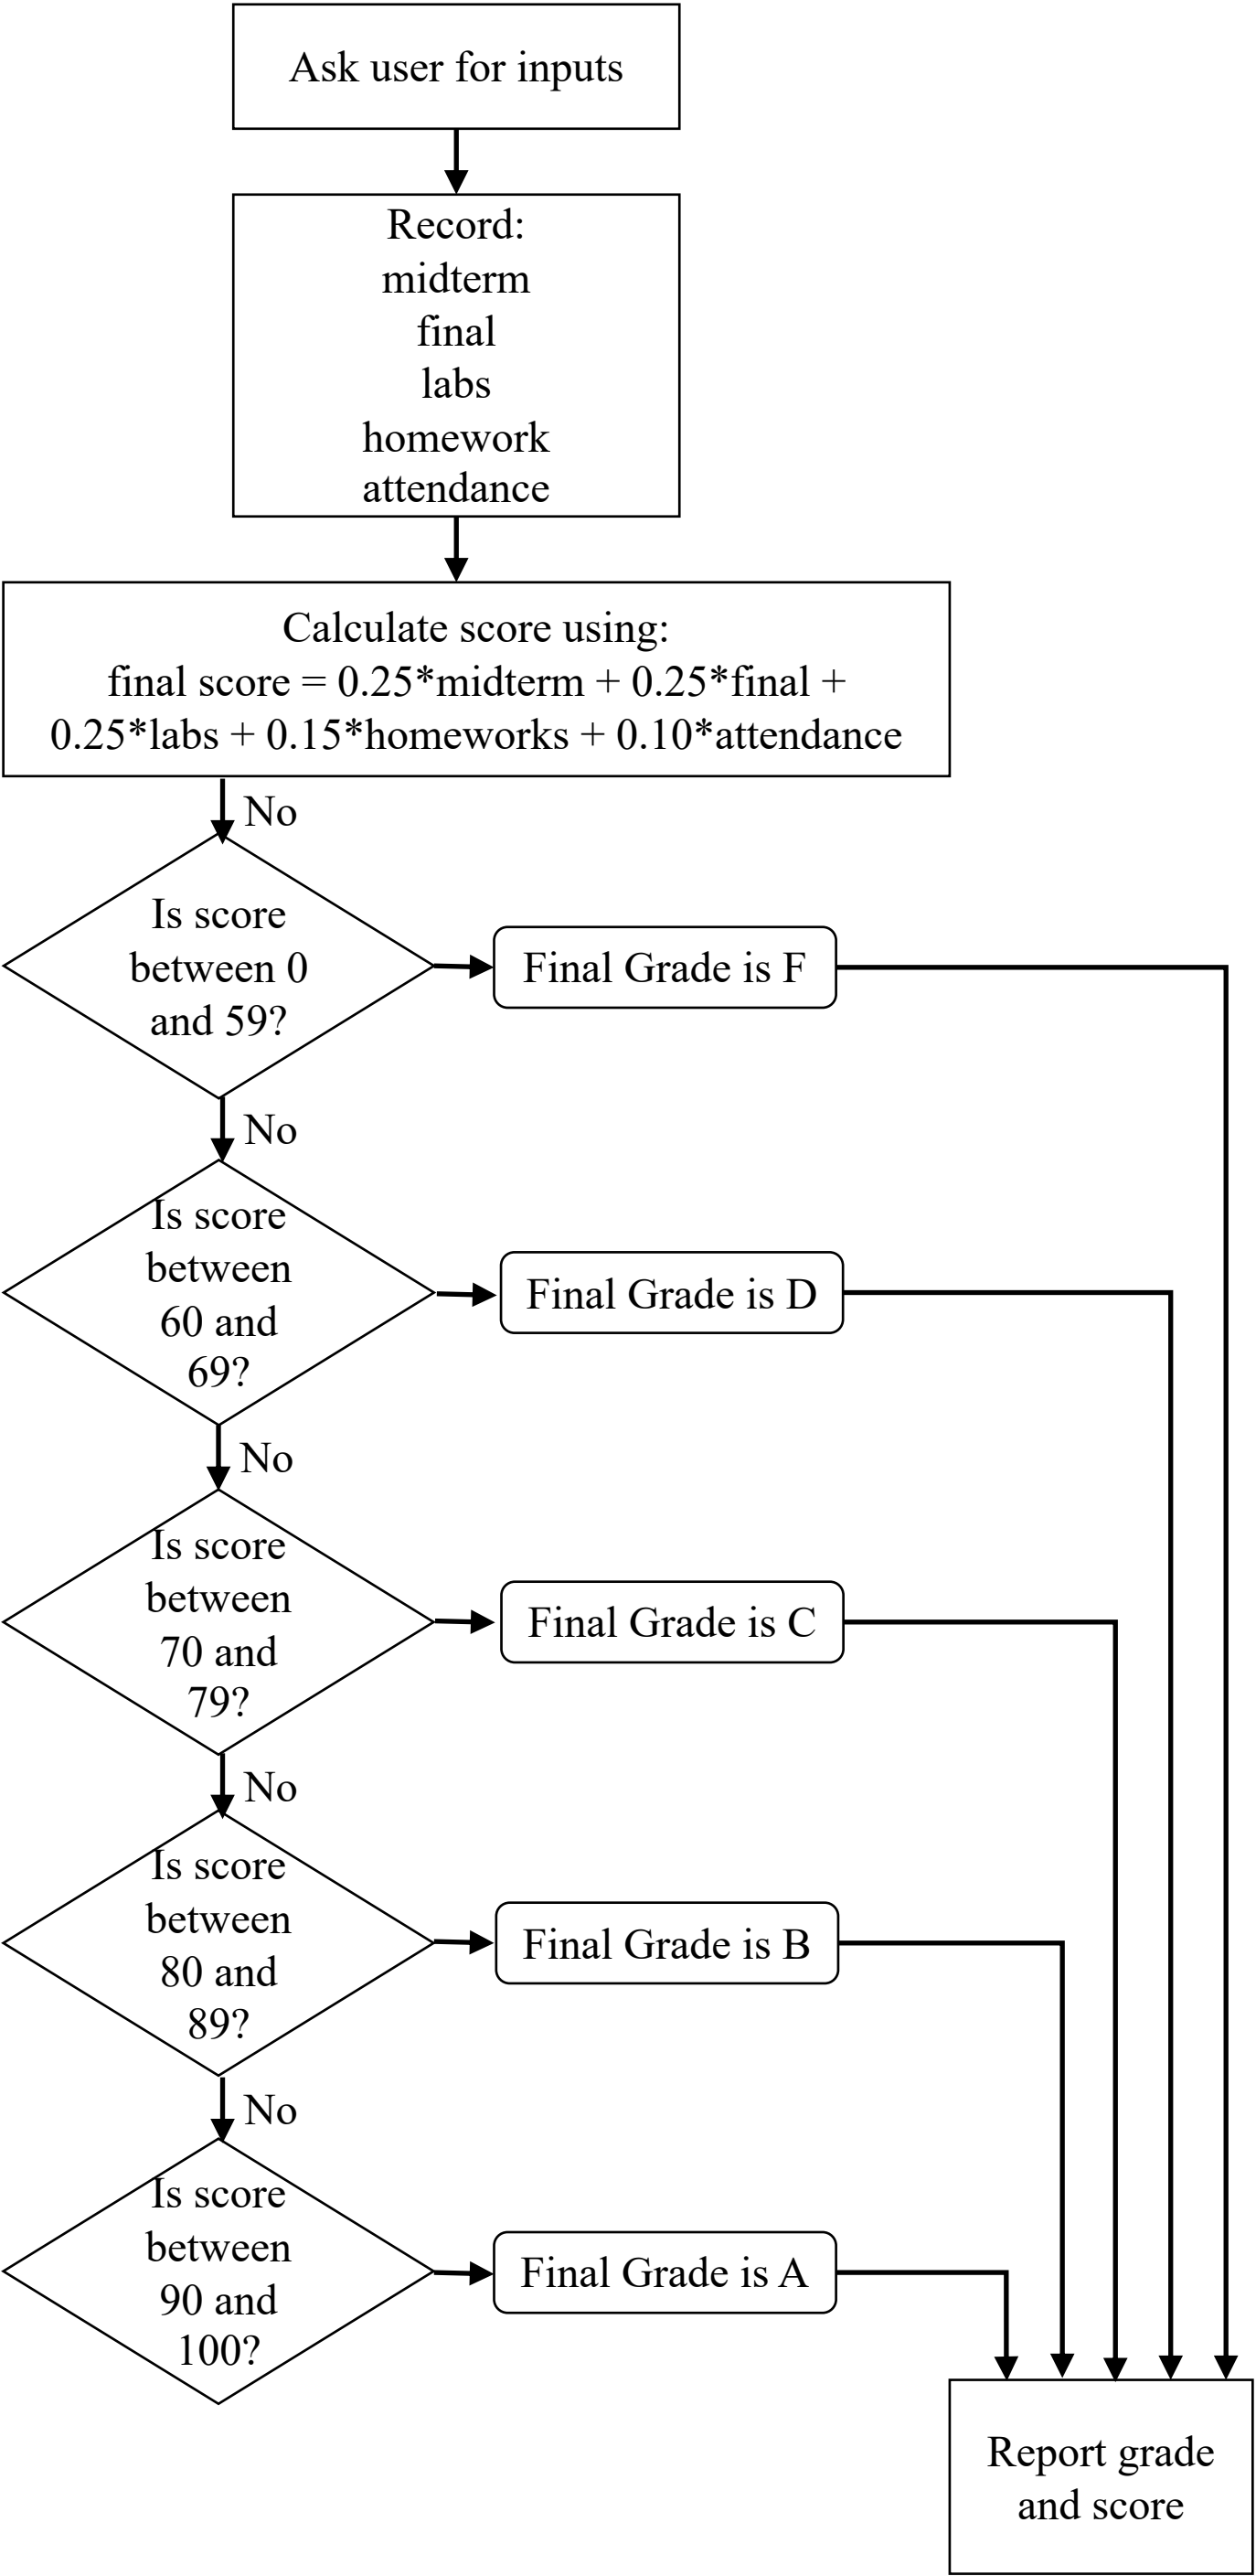 Ask user for inputs
Record:
midterm
final
labs
homework
attendance
Calculate score using:
final score = 0.25*midterm + 0.25*final +
0.25*labs + 0.15*homeworks + 0.10*attendance
No
Is score
between 0
and 59?
Final Grade is F
No
Is score
between
60 and
69?
Final Grade is D
No
Is score
between
70 and
79?
Final Grade is C
No
Is score
between
80 and
89?
Final Grade is B
No
Is score
between
90 and
100?
Final Grade is A
Report grade
and score